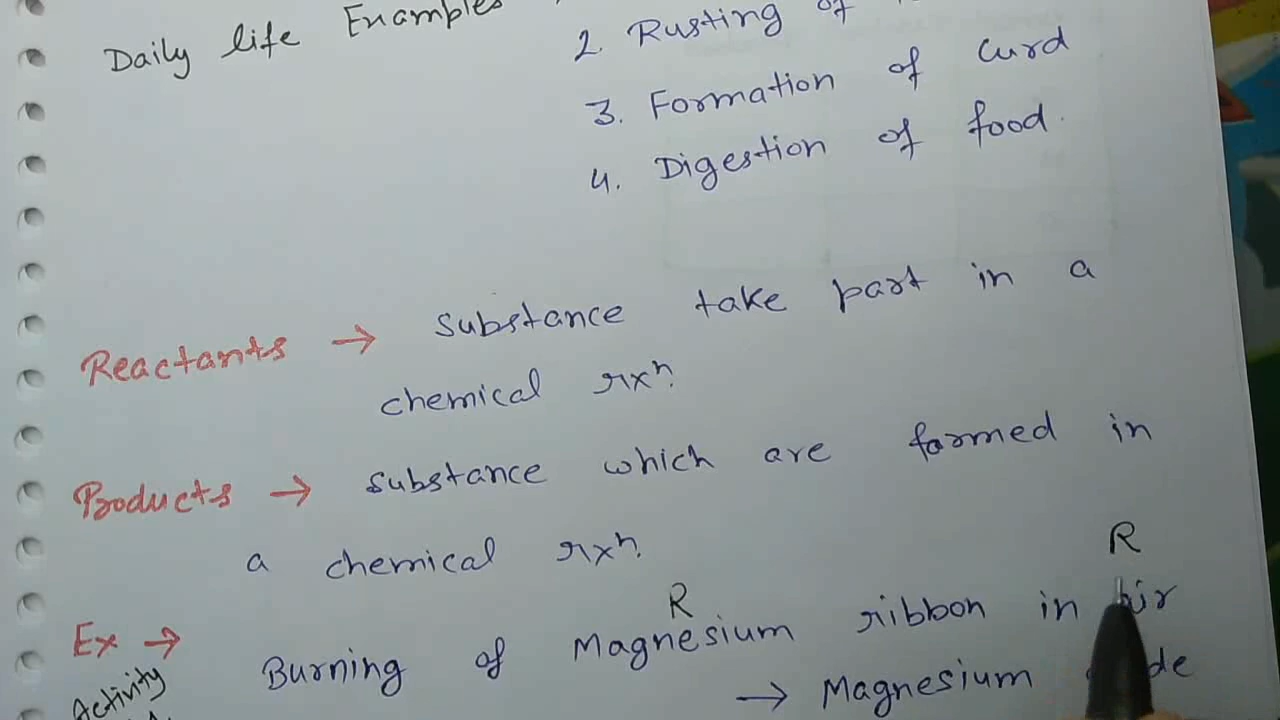 Daily life Examples
2. Rusting of
3. Formation of Curd
4. Digestion of food.
Reactants → substance take part in a
chemical rxn.
Products → substance which are formed in
a chemical rxn.
R R
Ex → Burning of Magnesium ribbon in air
Activity → Magnesium